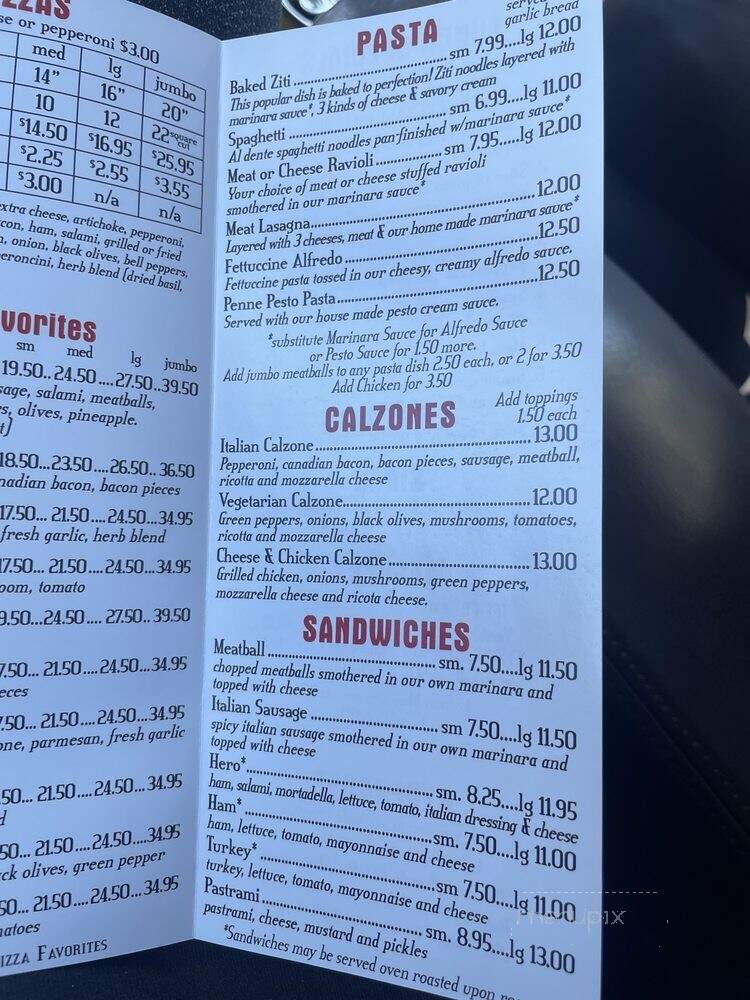 ZZAS
se or pepperoni $3.00
med lg jumbo
14" 16" 20"
10 12 22 square cut
$14.50 $16.95 $25.95
$2.25 $2.55 $3.55
$3.00 n/a n/a
extra cheese, artichoke, pepperoni,
con, ham, salami, grilled or fried
n, onion, black olives, bell peppers,
peroncini, herb blend (dried basil,
vorites
sm med lg jumbo
19.50..24.50....27.50..39.50
sage, salami, meatballs,
rs, olives, pineapple.
18.50...23.50....26.50..36.50
nadian bacon, bacon pieces
17.50... 21.50....24.50...34.95
fresh garlic, herb blend
17.50... 21.50....24.50...34.95
oom, tomato
9.50...24.50.... 27.50..39.50
7.50... 21.50....24.50...34.95
eces
7.50... 21.50....24.50...34.95
one, parmesan, fresh garlic
.50... 21.50....24.50...34.95
d
50... 21.50....24.50...34.95
ck olives, green pepper
50... 21.50....24.50...34.95
matoes
IZZA FAVORITES
garlic bread
PASTA
Baked Ziti........sm 7.99....lg 12.00
This popular dish is baked to perfection! Ziti noodles layered with
marinara sauce*, 3 kinds of cheese & savory cream
Spaghetti........sm 6.99....lg 11.00
Al dente spaghetti noodles pan-finished w/marinara sauce*
Meat or Cheese Ravioli........sm 7.95....lg 12.00
Your choice of meat or cheese stuffed ravioli
smothered in our marinara sauce*
Meat Lasagna........12.00
Layered with 3 cheeses, meat & our home made marinara sauce*
Fettuccine Alfredo........12.50
Fettuccine pasta tossed in our cheesy, creamy alfredo sauce.
Penne Pesto Pasta........12.50
Served with our house made pesto cream sauce.
*substitute Marinara Sauce for Alfredo Sauce
or Pesto Sauce for 1.50 more.
Add jumbo meatballs to any pasta dish 2.50 each, or 2 for 3.50
Add Chicken for 3.50
CALZONES
Add toppings
1.50 each
Italian Calzone........13.00
Pepperoni, canadian bacon, bacon pieces, sausage, meatball,
ricotta and mozzarella cheese
Vegetarian Calzone........12.00
Green peppers, onions, black olives, mushrooms, tomatoes,
ricotta and mozzarella cheese
Cheese & Chicken Calzone........13.00
Grilled chicken, onions, mushrooms, green peppers,
mozzarella cheese and ricota cheese.
SANDWICHES
Meatball........sm. 7.50....lg 11.50
chopped meatballs smothered in our own marinara and
topped with cheese
Italian Sausage........sm 7.50....lg 11.50
spicy italian sausage smothered in our own marinara and
topped with cheese
Hero*........sm. 8.25....lg 11.95
ham, salami, mortadella, lettuce, tomato, italian dressing & cheese
Ham*........sm. 7.50....lg 11.00
ham, lettuce, tomato, mayonnaise and cheese
Turkey*........sm 7.50....lg 11.00
turkey, lettuce, tomato, mayonnaise and cheese
Pastrami........sm. 8.95....lg 13.00
pastrami, cheese, mustard and pickles
*Sandwiches may be served oven roasted upon
menupix